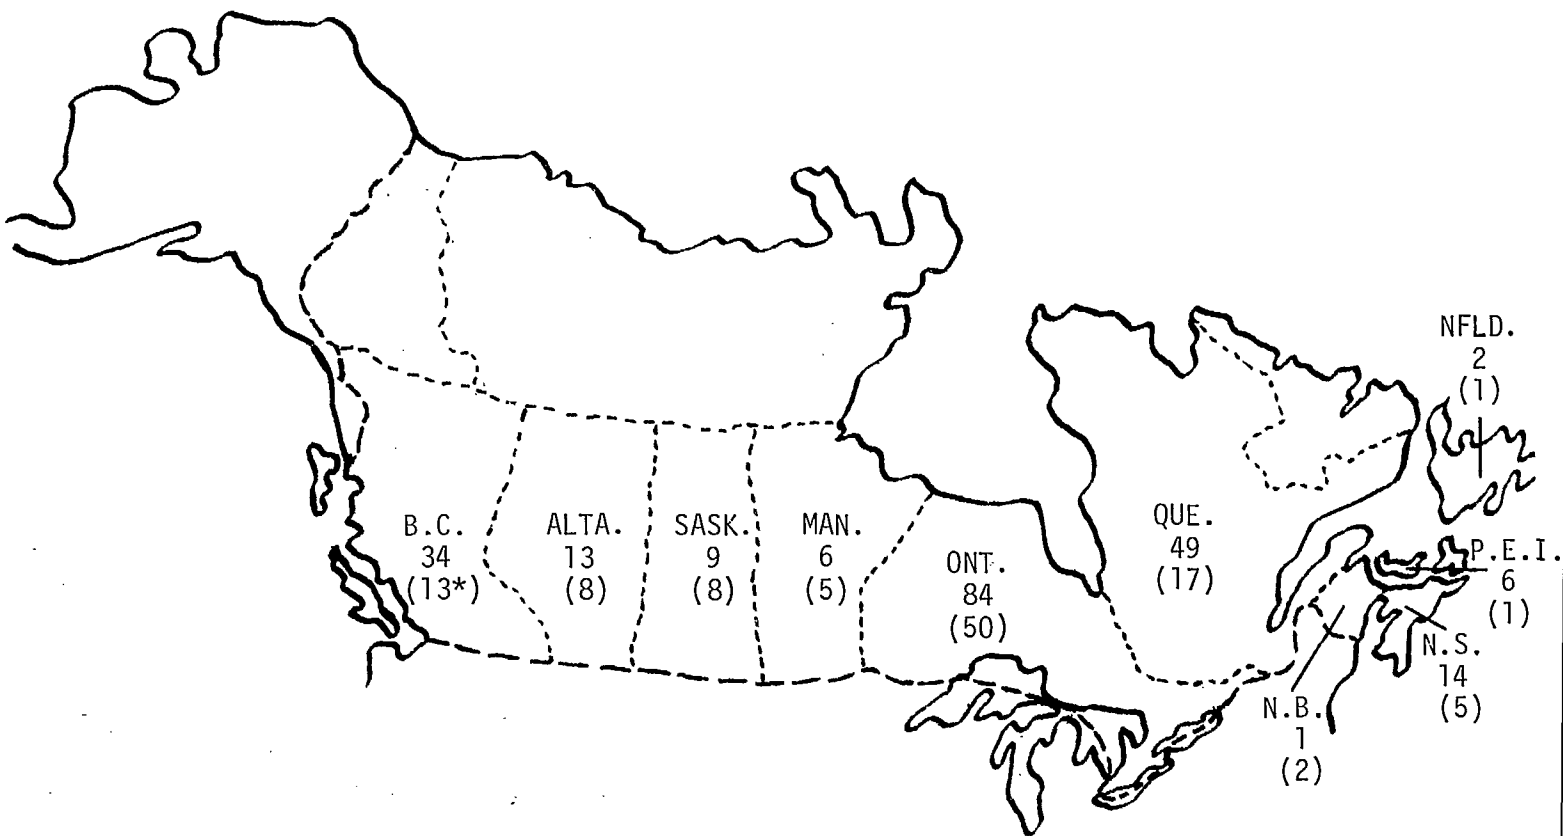 NFLD.
2
(1)
B.C.
34
(13*)
ALTA.
13
(8)
SASK.
9
(8)
MAN.
6
(5)
ONT.
84
(50)
QUE.
49
(17)
P.E.I.
6
(1)
N.S.
14
(5)
N.B.
1
(2)